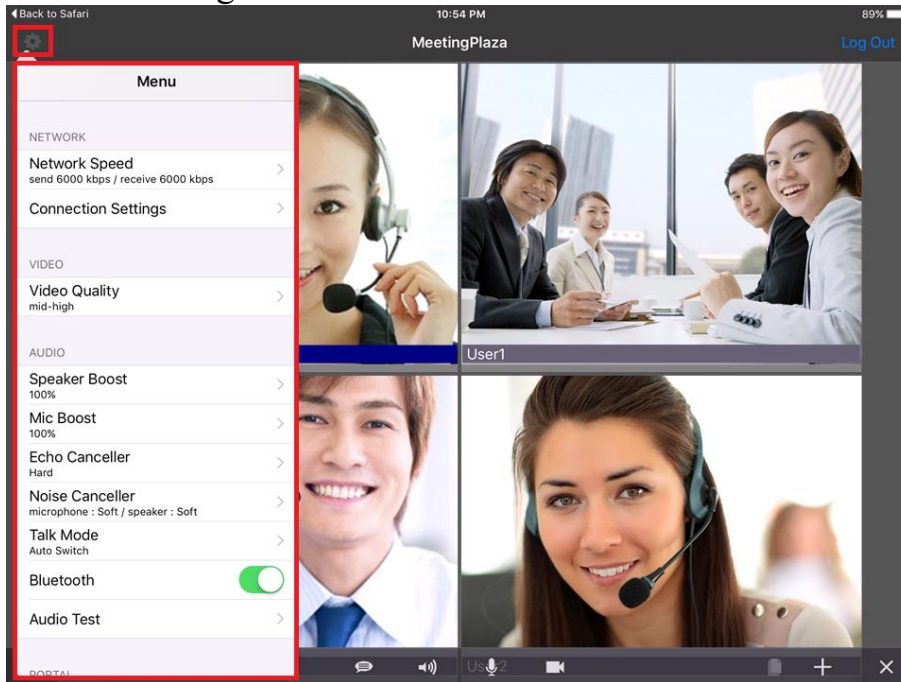 Back to Safari
10:54 PM
89%
MeetingPlaza
Log Out
Menu
NETWORK
Network Speed
send 6000 kbps / receive 6000 kbps
Connection Settings
VIDEO
Video Quality
mid-high
AUDIO
Speaker Boost
100%
Mic Boost
100%
Echo Canceller
Hard
Noise Canceller
microphone : Soft / speaker : Soft
Talk Mode
Auto Switch
Bluetooth
Audio Test
PORTAL
User1
User2